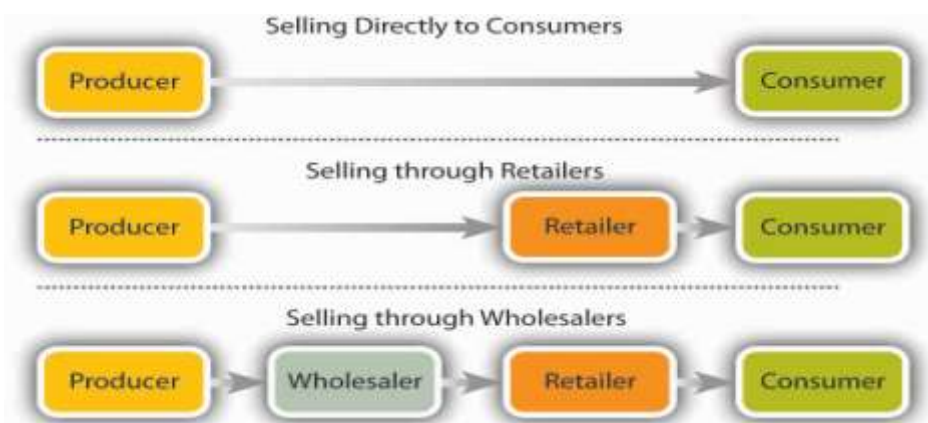 Selling Directly to Consumers
Producer Consumer
Selling through Retailers
Producer Retailer Consumer
Selling through Wholesalers
Producer Wholesaler Retailer Consumer